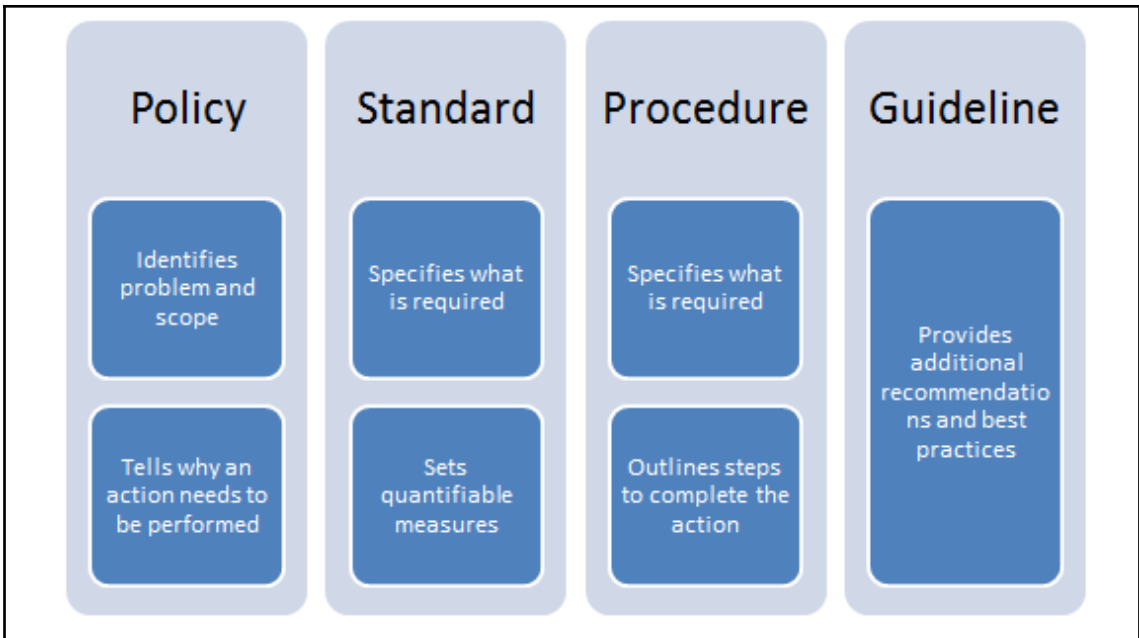 Policy
Identifies
problem and
scope
Tells why an
action needs to
be performed
Standard
Specifies what
is required
Sets
quantifiable
measures
Procedure
Specifies what
is required
Outlines steps
to complete the
action
Guideline
Provides
additional
recommendatio
ns and best
practices